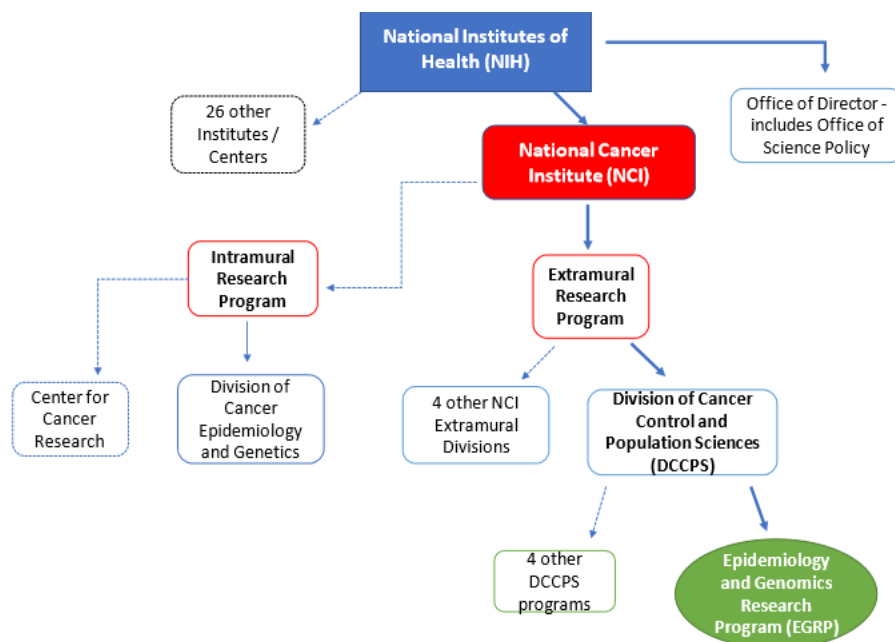 National Institutes of
Health (NIH)
26 other
Institutes /
Centers
Office of Director -
includes Office of
Science Policy
National Cancer
Institute (NCI)
Intramural
Research
Program
Extramural
Research
Program
Center for
Cancer
Research
Division of
Cancer
Epidemiology
and Genetics
4 other NCI
Extramural
Divisions
Division of Cancer
Control and
Population Sciences
(DCCPS)
4 other
DCCPS
programs
Epidemiology
and Genomics
Research
Program (EGRP)